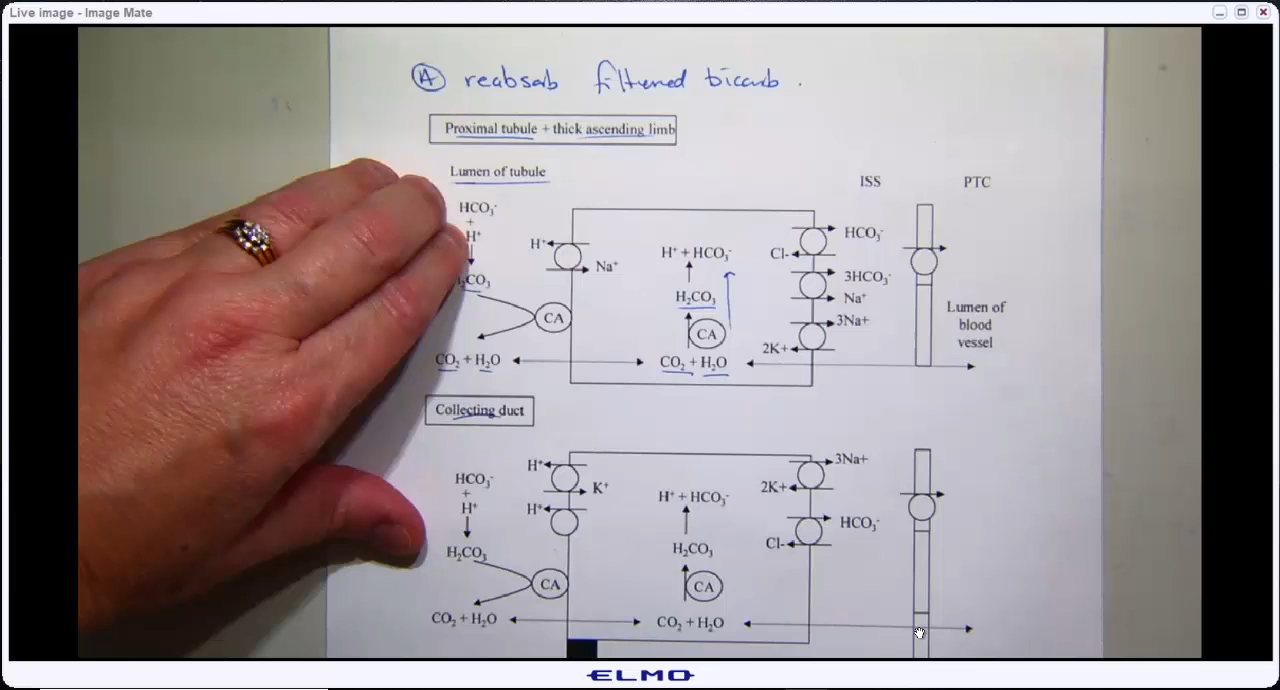 Live image - Image Mate
A reabsorb filtered bicarb.
Proximal tubule + thick ascending limb
Lumen of tubule
ISS
PTC
HCO₃⁻
+
H⁺
₂CO₃
CA
CO₂ + H₂O
H⁺
Na⁺
H⁺ + HCO₃⁻
H₂CO₃
CA
CO₂ + H₂O
HCO₃⁻
Cl-
3HCO₃⁻
Na⁺
3Na+
2K+
Lumen of
blood
vessel
Collecting duct
HCO₃⁻
+
H⁺
H₂CO₃
CA
CO₂ + H₂O
H⁺
K⁺
H⁺
H⁺ + HCO₃⁻
H₂CO₃
CA
CO₂ + H₂O
3Na+
2K+
HCO₃⁻
Cl-
ELMO